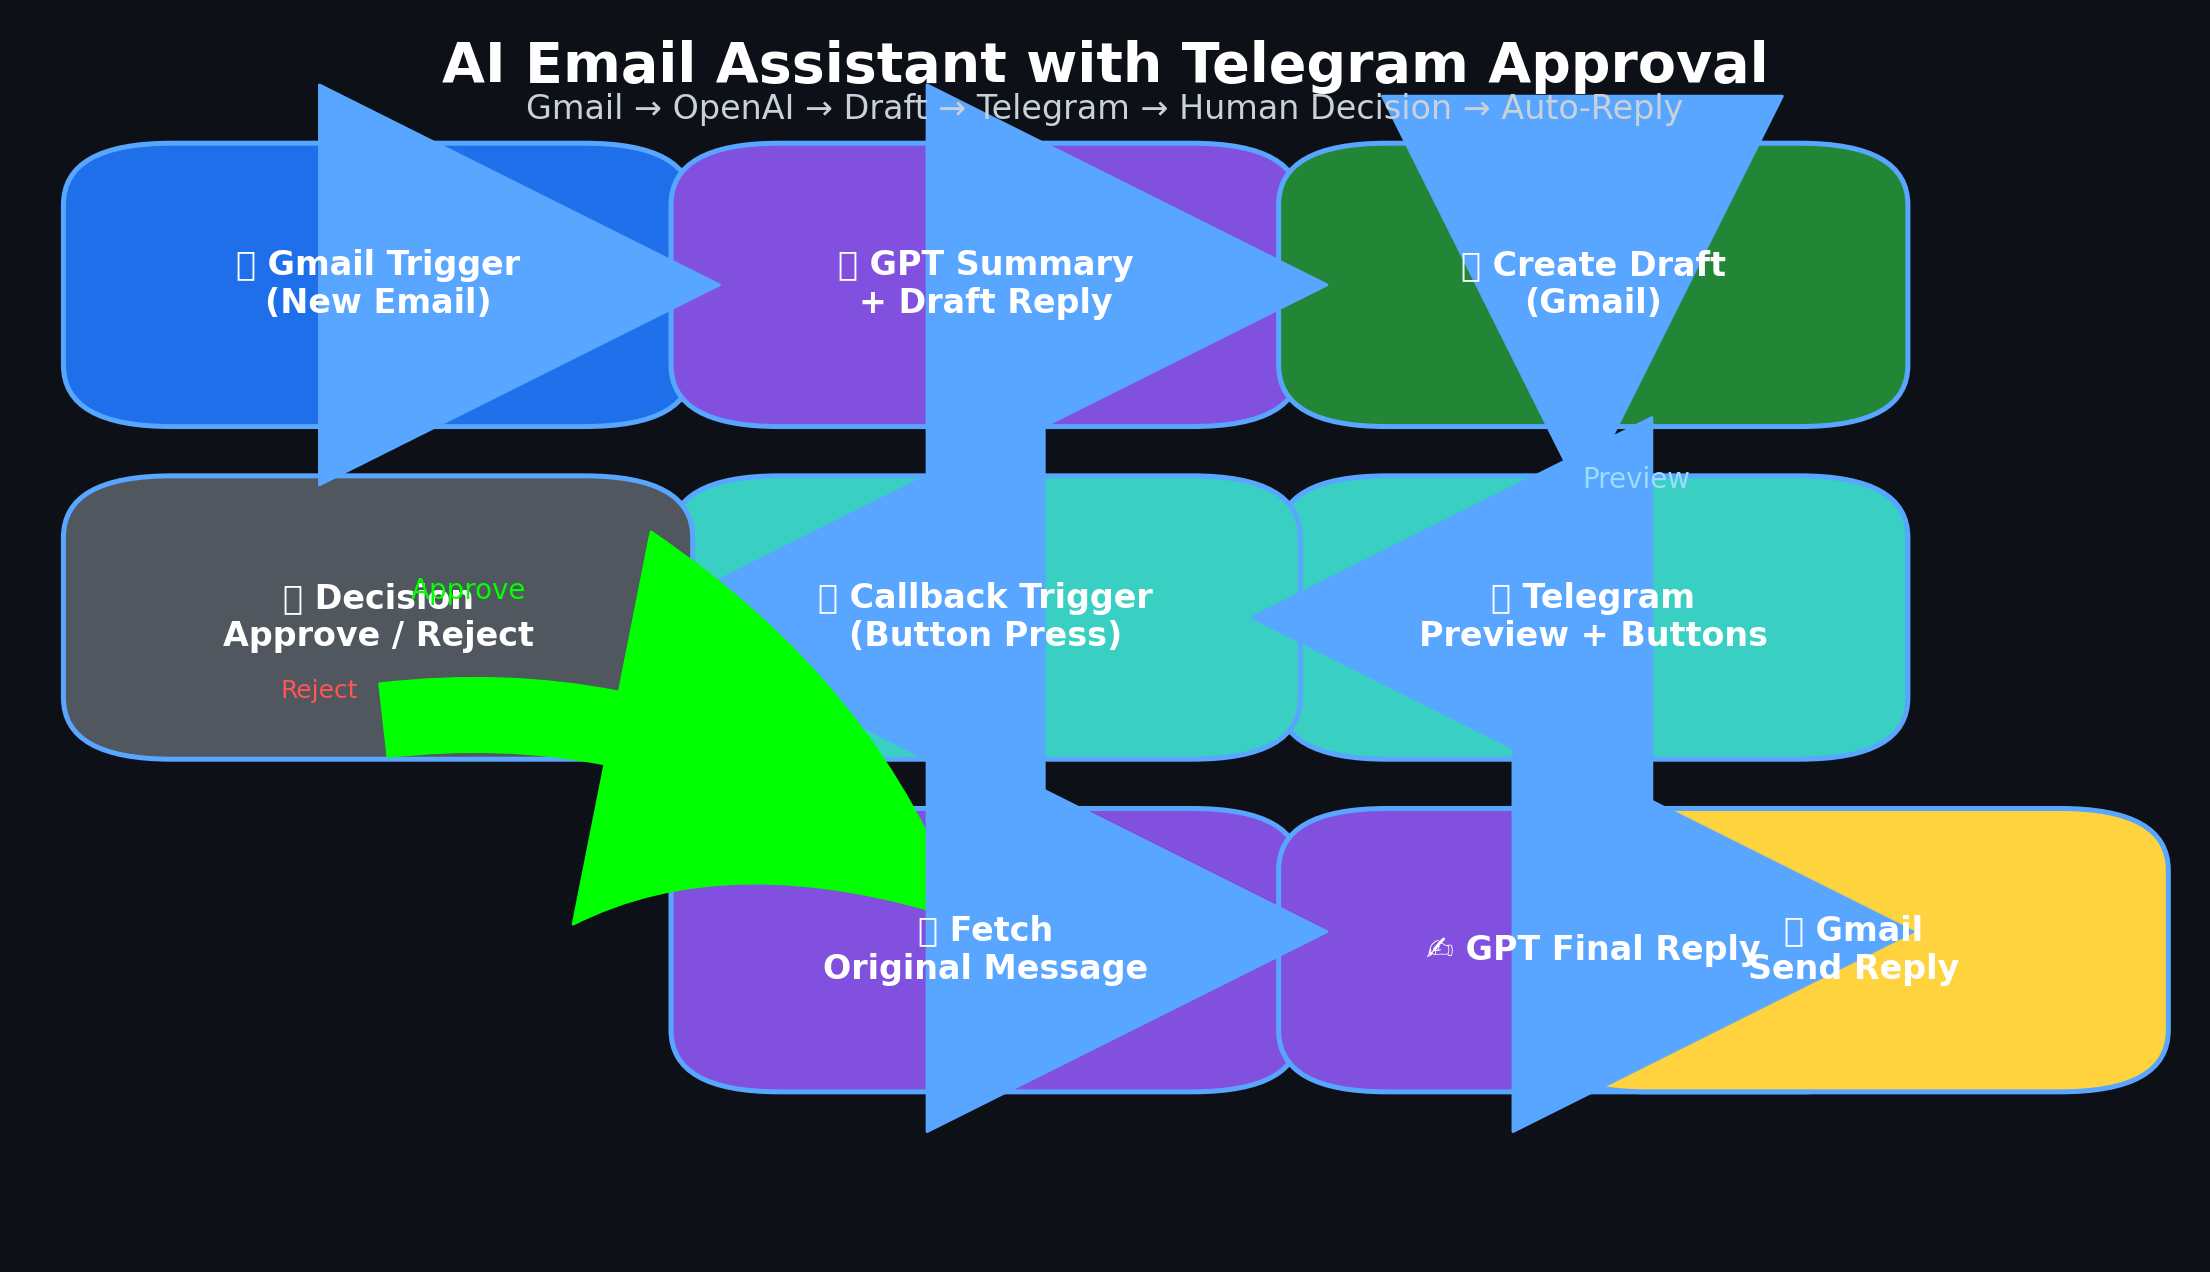 AI Email Assistant with Telegram Approval
Gmail → OpenAI → Draft → Telegram → Human Decision → Auto-Reply
Gmail Trigger
(New Email)
GPT Summary
+ Draft Reply
Create Draft
(Gmail)
Preview
Decision
Approve / Reject
Approve
Reject
Callback Trigger
(Button Press)
Telegram
Preview + Buttons
Fetch
Original Message
✍ GPT Final Reply
Gmail
Send Reply